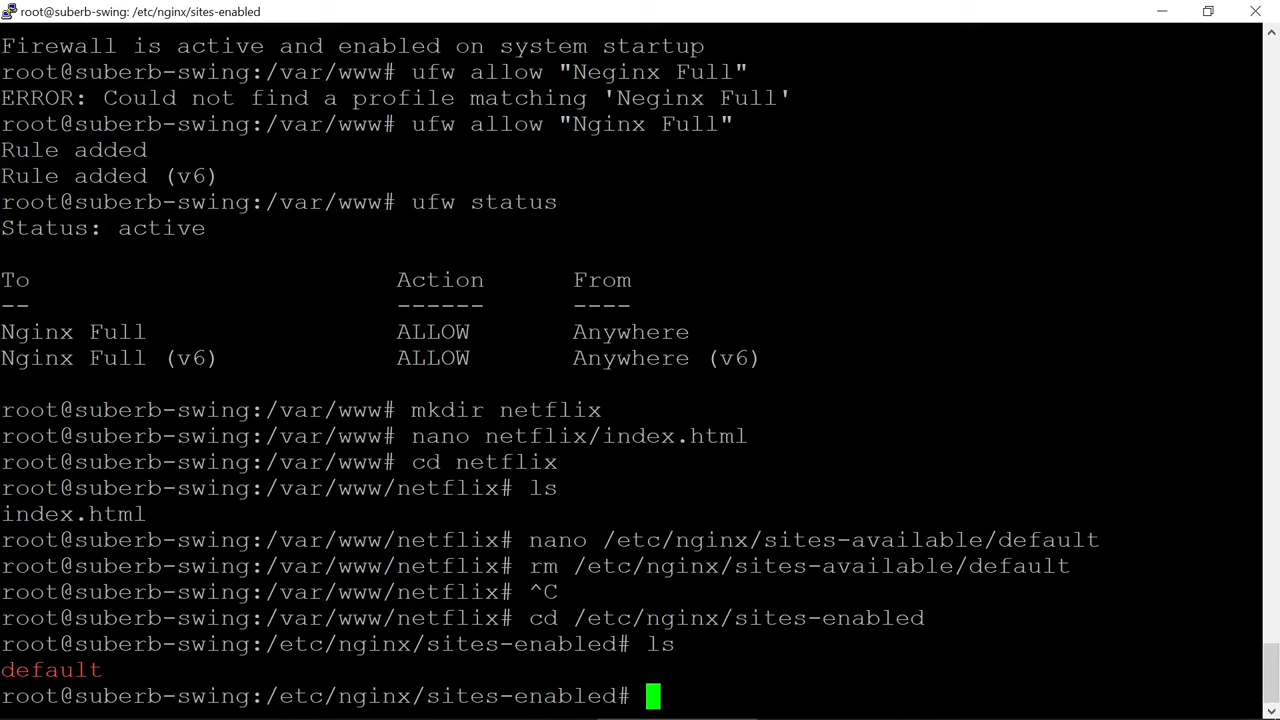 root@suberb-swing: /etc/nginx/sites-enabled
Firewall is active and enabled on system startup
root@suberb-swing:/var/www# ufw allow "Neginx Full"
ERROR: Could not find a profile matching 'Neginx Full'
root@suberb-swing:/var/www# ufw allow "Nginx Full"
Rule added
Rule added (v6)
root@suberb-swing:/var/www# ufw status
Status: active
To Action From
-- ------ ----
Nginx Full ALLOW Anywhere
Nginx Full (v6) ALLOW Anywhere (v6)
root@suberb-swing:/var/www# mkdir netflix
root@suberb-swing:/var/www# nano netflix/index.html
root@suberb-swing:/var/www# cd netflix
root@suberb-swing:/var/www/netflix# ls
index.html
root@suberb-swing:/var/www/netflix# nano /etc/nginx/sites-available/default
root@suberb-swing:/var/www/netflix# rm /etc/nginx/sites-available/default
root@suberb-swing:/var/www/netflix# ^C
root@suberb-swing:/var/www/netflix# cd /etc/nginx/sites-enabled
root@suberb-swing:/etc/nginx/sites-enabled# ls
default
root@suberb-swing:/etc/nginx/sites-enabled#